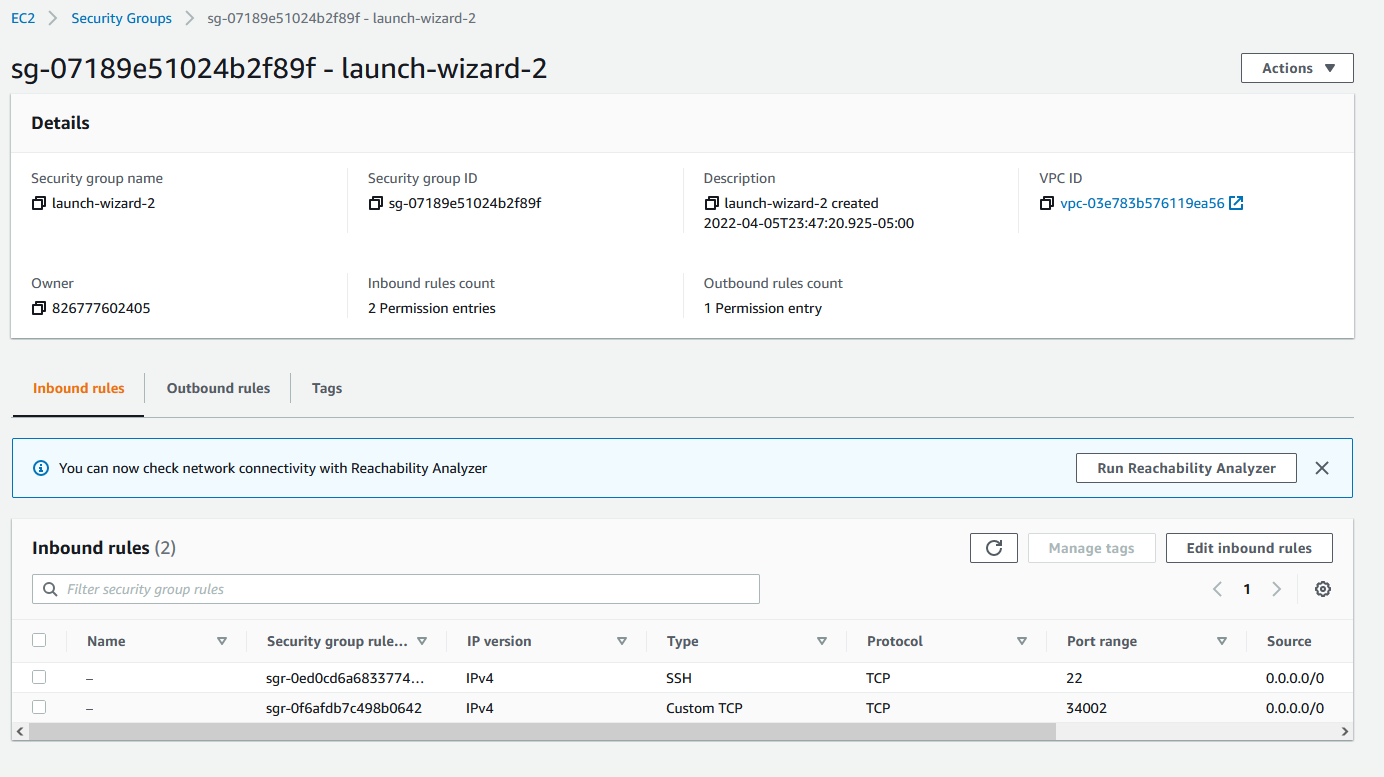 EC2 > Security Groups > sg-07189e51024b2f89f - launch-wizard-2
sg-07189e51024b2f89f - launch-wizard-2
Actions ▼
Details
Security group name
launch-wizard-2
Security group ID
sg-07189e51024b2f89f
Description
launch-wizard-2 created
2022-04-05T23:47:20.925-05:00
VPC ID
vpc-03e783b576119ea56
Owner
826777602405
Inbound rules count
2 Permission entries
Outbound rules count
1 Permission entry
Inbound rules Outbound rules Tags
You can now check network connectivity with Reachability Analyzer Run Reachability Analyzer
Inbound rules (2) Manage tags Edit inbound rules
Filter security group rules 1
Name Security group rule... IP version Type Protocol Port range Source
– sgr-0ed0cd6a6833774... IPv4 SSH TCP 22 0.0.0.0/0
– sgr-0f6afdb7c498b0642 IPv4 Custom TCP TCP 34002 0.0.0.0/0